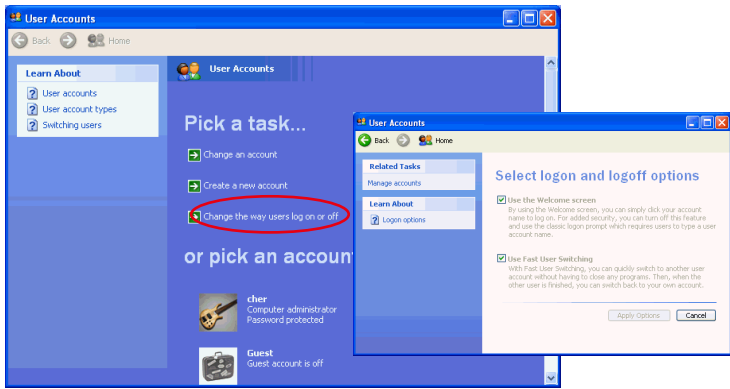 User Accounts
Back
Home
Learn About
User accounts
User account types
Switching users
User Accounts
Pick a task...
Change an account
Create a new account
Change the way users log on or off
or pick an accoun
cher
Computer administrator
Password protected
Guest
Guest account is off
User Accounts
Back
Home
Related Tasks
Manage accounts
Learn About
Logon options
Select logon and logoff options
Use the Welcome screen
By using the Welcome screen, you can simply click your account
name to log on. For added security, you can turn off this feature
and use the classic logon prompt which requires users to type a user
account name.
Use Fast User Switching
With Fast User Switching, you can quickly switch to another user
account without having to close any programs. Then, when the
other user is finished, you can switch back to your own account.
Apply Options
Cancel